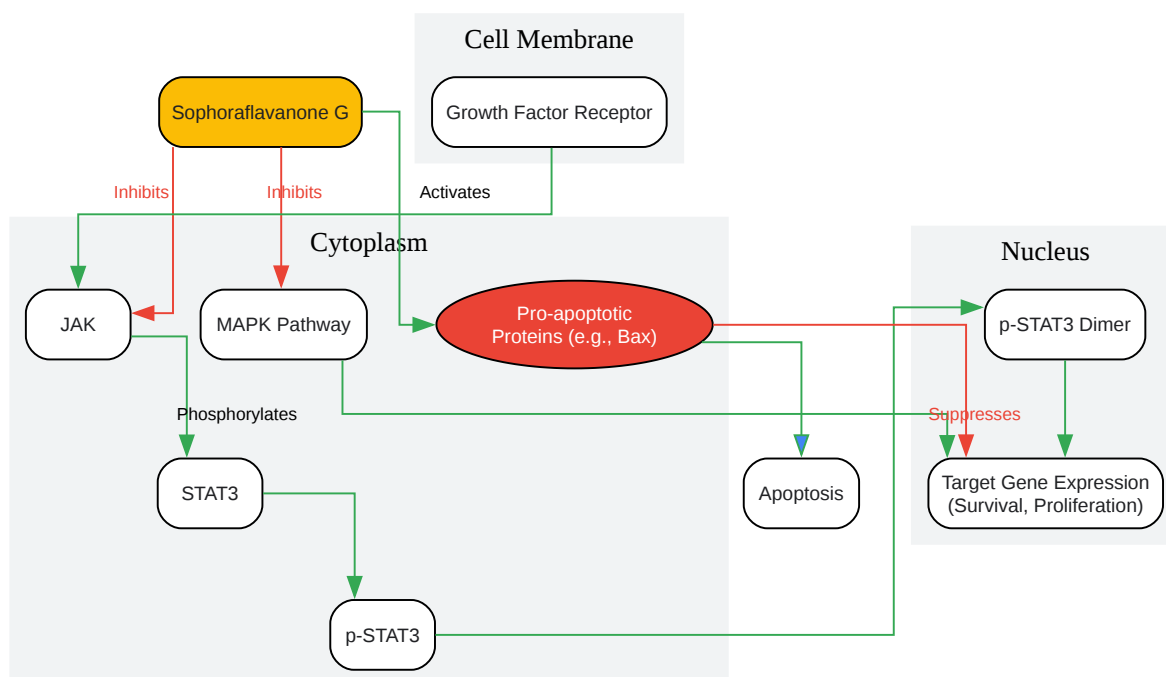 Cell Membrane
Sophoraflavanone G
Growth Factor Receptor
Inhibits
Inhibits
Activates
Cytoplasm
Nucleus
JAK
MAPK Pathway
Pro-apoptotic
Proteins (e.g., Bax)
p-STAT3 Dimer
Phosphorylates
Suppresses
STAT3
Apoptosis
Target Gene Expression
(Survival, Proliferation)
p-STAT3